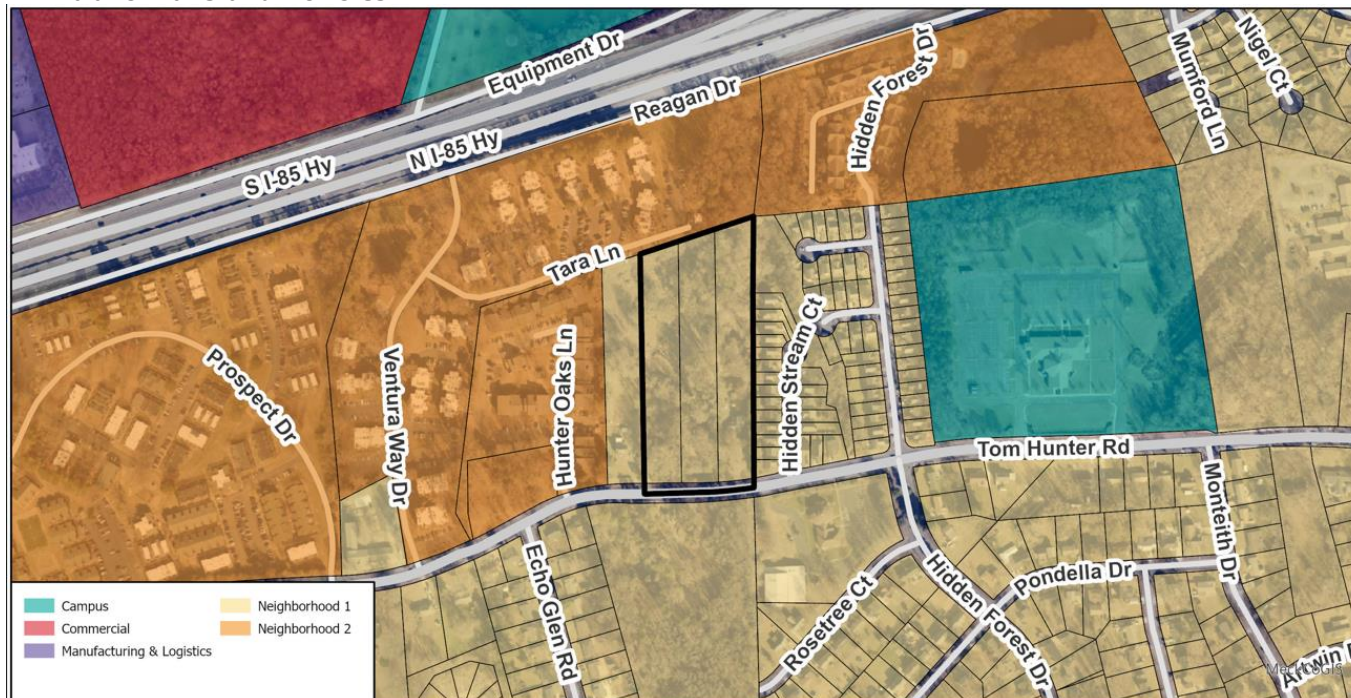 Equipment Dr
Reagan Dr
Hidden Forest Dr
Mumford Ln
Nigel Ct
S I-85 Hy
N I-85 Hy
Tara Ln
Prospect Dr
Ventura Way Dr
Hunter Oaks Ln
Hidden Stream Ct
Tom Hunter Rd
Monteith Dr
Echo Glen Rd
Rosetree Ct
Hidden Forest Dr
Pondella Dr
Campus
Commercial
Manufacturing & Logistics
Neighborhood 1
Neighborhood 2